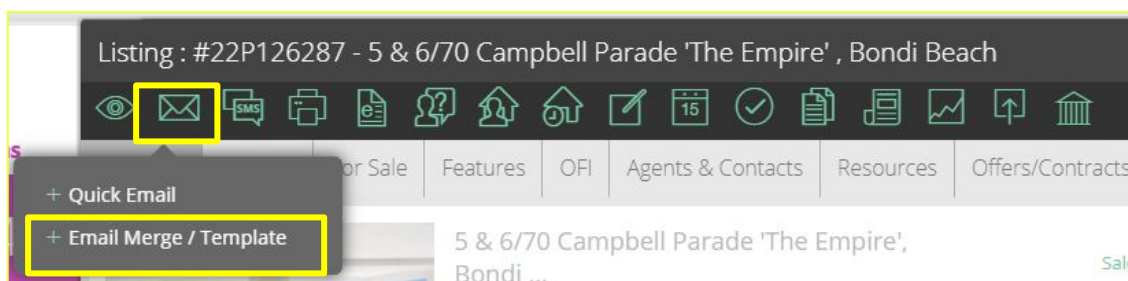 Listing : #22P126287 - 5 & 6/70 Campbell Parade 'The Empire' , Bondi Beach
SMS
e
15
or Sale
Features
OFI
Agents & Contacts
Resources
Offers/Contracts
+ Quick Email
+ Email Merge / Template
5 & 6/70 Campbell Parade 'The Empire',
Bondi ...
Sal